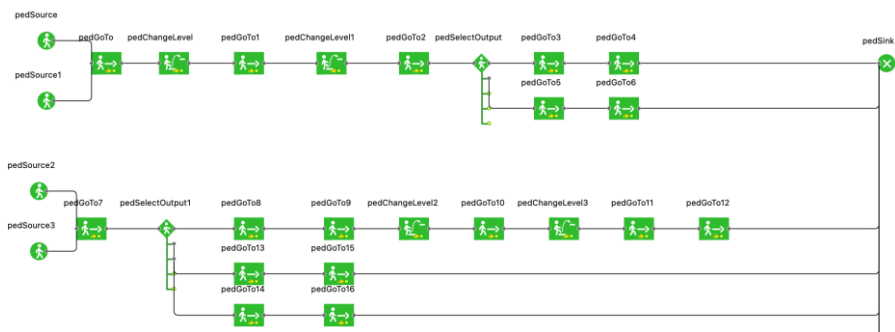 pedSource
pedGoTo pedChangeLevel pedGoTo1 pedChangeLevel1 pedGoTo2 pedSelectOutput pedGoTo3 pedGoTo4 pedSink
pedSource1
pedGoTo5 pedGoTo6
pedSource2
pedGoTo7 pedSelectOutput1 pedGoTo8 pedGoTo9 pedChangeLevel2 pedGoTo10 pedChangeLevel3 pedGoTo11 pedGoTo12
pedSource3
pedGoTo13 pedGoTo15
pedGoTo14 pedGoTo16